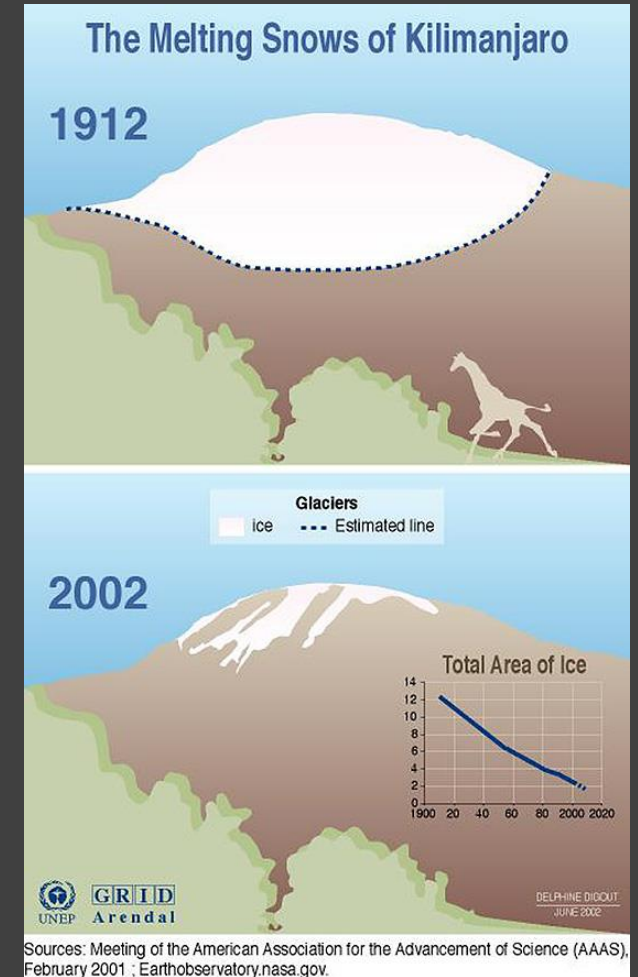 The Melting Snows of Kilimanjaro
1912
Glaciers
ice
Estimated line
2002
Total Area of Ice
14
12
10
8
6
4
2
0
1900 20 40 60 80 2000 2020
UNEP
GRID
Arendal
DELPHINE DIGOUT
JUNE 2002
Sources: Meeting of the American Association for the Advancement of Science (AAAS),
February 2001 ; Earthobservatory.nasa.gov.